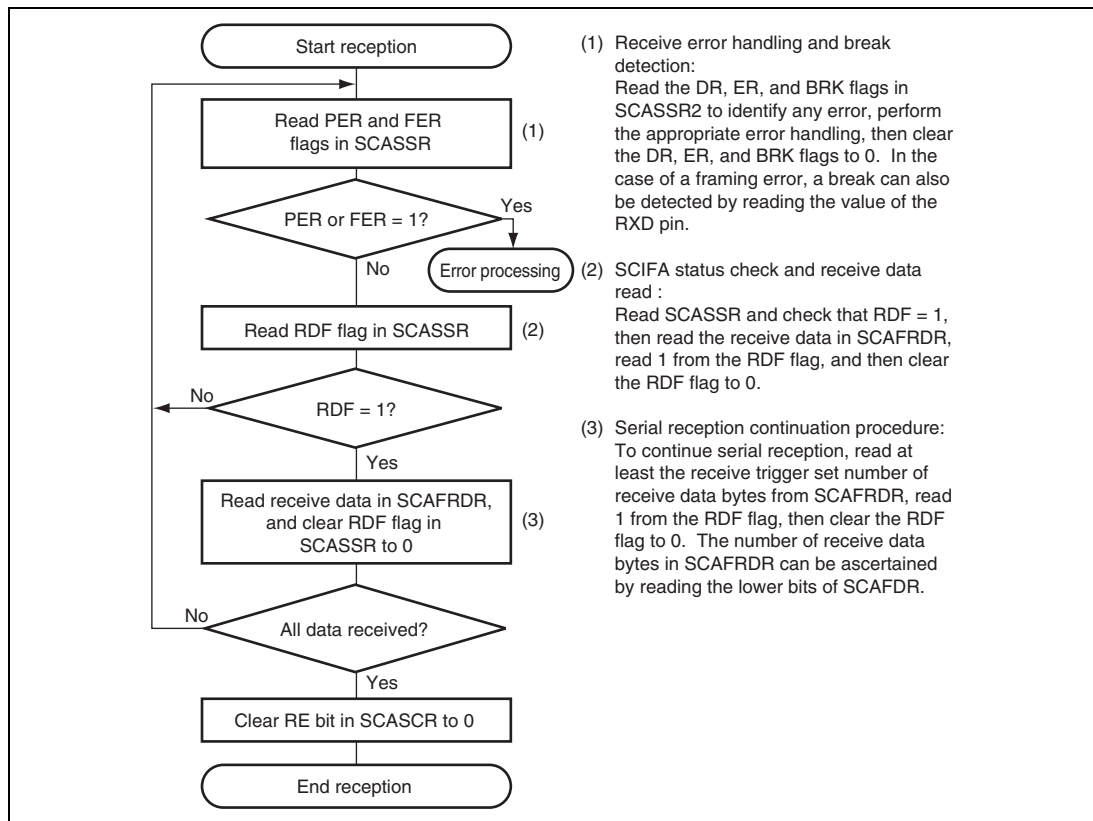 Start reception
Read PER and FER
flags in SCASSR
(1)
PER or FER = 1?
Yes
Error processing
No
Read RDF flag in SCASSR
(2)
No
RDF = 1?
Yes
Read receive data in SCAFRDR,
and clear RDF flag in
SCASSR to 0
(3)
No
All data received?
Yes
Clear RE bit in SCASCR to 0
End reception
(1) Receive error handling and break
detection:
Read the DR, ER, and BRK flags in
SCASSR2 to identify any error, perform
the appropriate error handling, then clear
the DR, ER, and BRK flags to 0. In the
case of a framing error, a break can also
be detected by reading the value of the
RXD pin.
(2) SCIFA status check and receive data
read :
Read SCASSR and check that RDF = 1,
then read the receive data in SCAFRDR,
read 1 from the RDF flag, and then clear
the RDF flag to 0.
(3) Serial reception continuation procedure:
To continue serial reception, read at
least the receive trigger set number of
receive data bytes from SCAFRDR, read
1 from the RDF flag, then clear the RDF
flag to 0. The number of receive data
bytes in SCAFRDR can be ascertained
by reading the lower bits of SCAFDR.